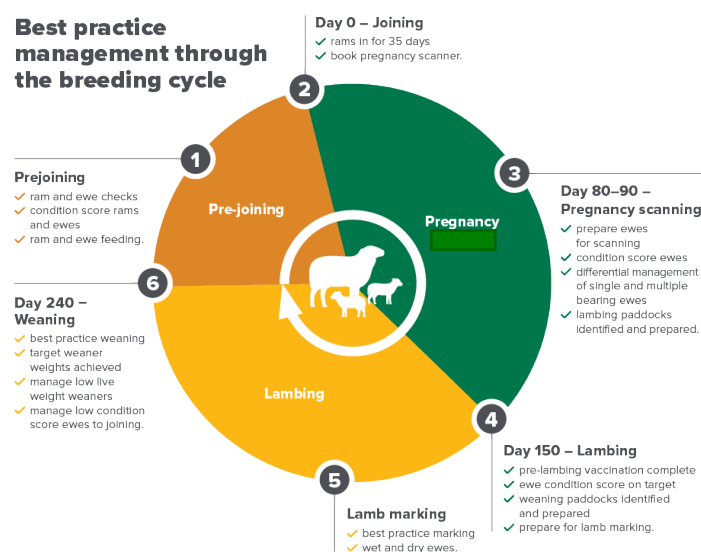 Best practice
management through
the breeding cycle
Day 0 – Joining
rams in for 35 days
book pregnancy scanner.
2
1
Prejoining
ram and ewe checks
condition score rams
and ewes
ram and ewe feeding.
Pre-joining
3
Day 80–90 –
Pregnancy scanning
prepare ewes
for scanning
condition score ewes
differential management
of single and multiple
bearing ewes
lambing paddocks
identified and prepared.
Pregnancy
6
Day 240 –
Weaning
best practice weaning
target weaner
weights achieved
manage low live
weight weaners
manage low condition
score ewes to joining.
Lambing
4
Day 150 – Lambing
pre-lambing vaccination complete
ewe condition score on target
weaning paddocks identified
and prepared
prepare for lamb marking.
5
Lamb marking
best practice marking
wet and dry ewes.